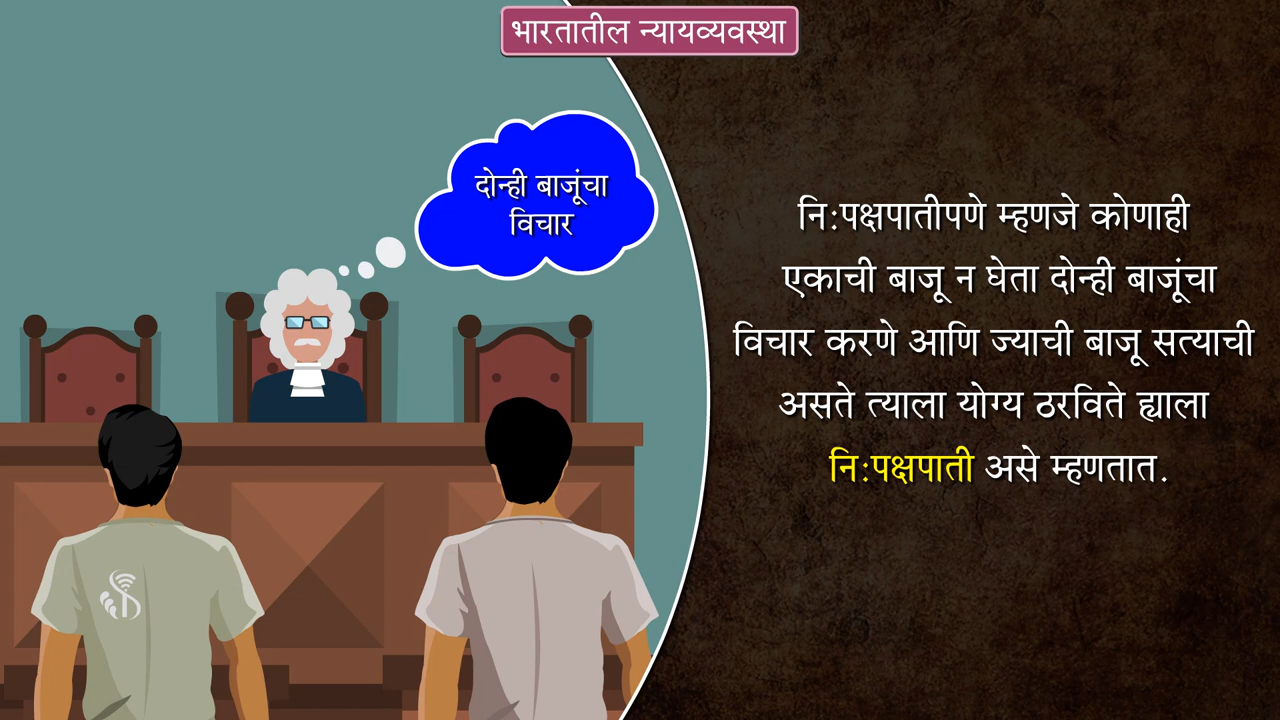 भारतातील न्यायव्यवस्था
दोन्ही बाजूंचा
विचार
नि:पक्षपातीपणे म्हणजे कोणाही
एकाची बाजू न घेता दोन्ही बाजूंचा
विचार करणे आणि ज्याची बाजू सत्याची
असते त्याला योग्य ठरविते ह्याला
नि:पक्षपाती असे म्हणतात.